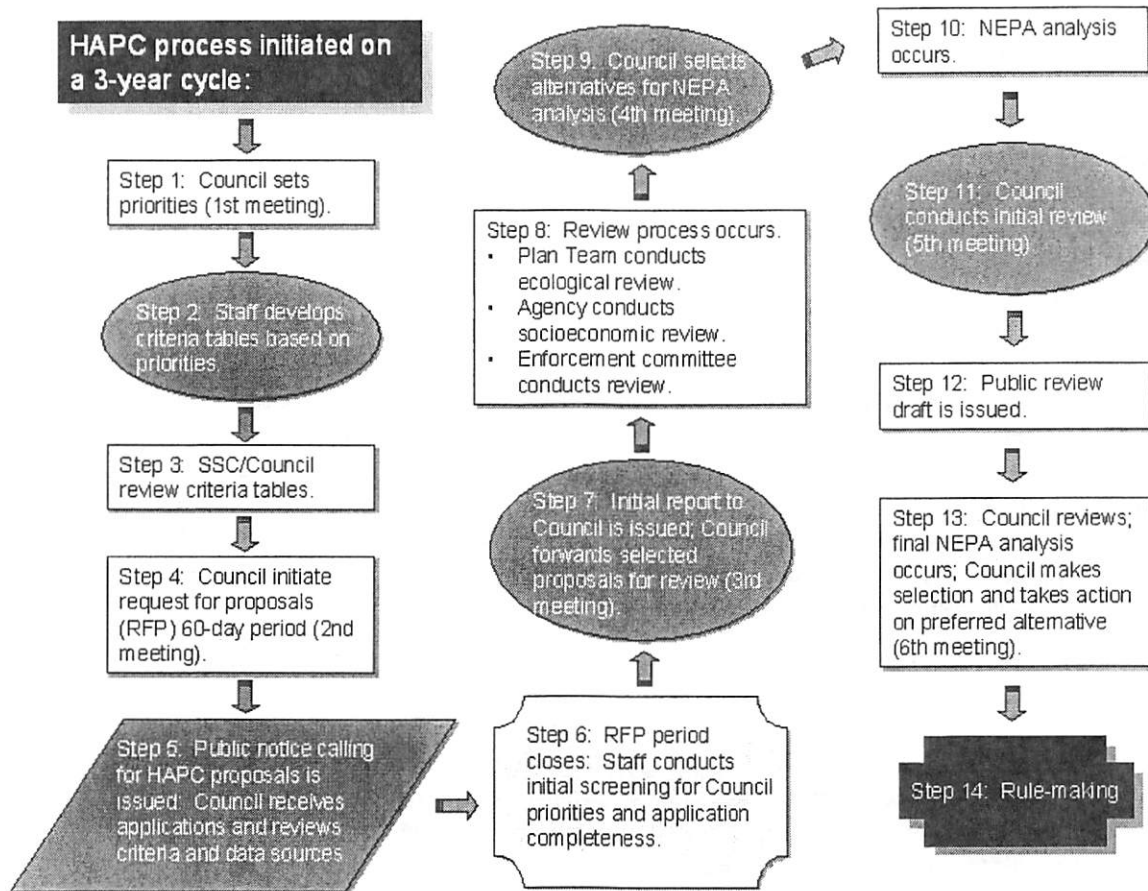 HAPC process initiated on
a 3-year cycle:
Step 1: Council sets
priorities (1st meeting).
Step 2: Staff develops
criteria tables based on
priorities
Step 3: SSC/Council
review criteria tables.
Step 4: Council initiate
request for proposals
(RFP) 60-day period (2nd
meeting).
Step 5: Public notice calling
for HAPC proposals is
issued: Council receives
applications and reviews
criteria and data sources
Step 6: RFP period
closes: Staff conducts
initial screening for Council
priorities and application
completeness.
Step 7: Initial report to
Council is issued; Council
forwards selected
proposals for review (3rd
meeting).
Step 8: Review process occurs.
• Plan Team conducts
ecological review.
• Agency conducts
socioeconomic review.
• Enforcement committee
conducts review.
Step 9: Council selects
alternatives for NEPA
analysis (4th meeting).
Step 10: NEPA analysis
occurs.
Step 11: Council
conducts initial review
(5th meeting)
Step 12: Public review
draft is issued.
Step 13: Council reviews;
final NEPA analysis
occurs; Council makes
selection and takes action
on preferred alternative
(6th meeting).
Step 14: Rule-making